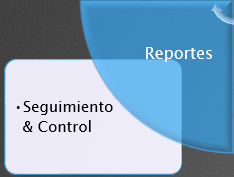 Reportes
•Seguimiento
& Control